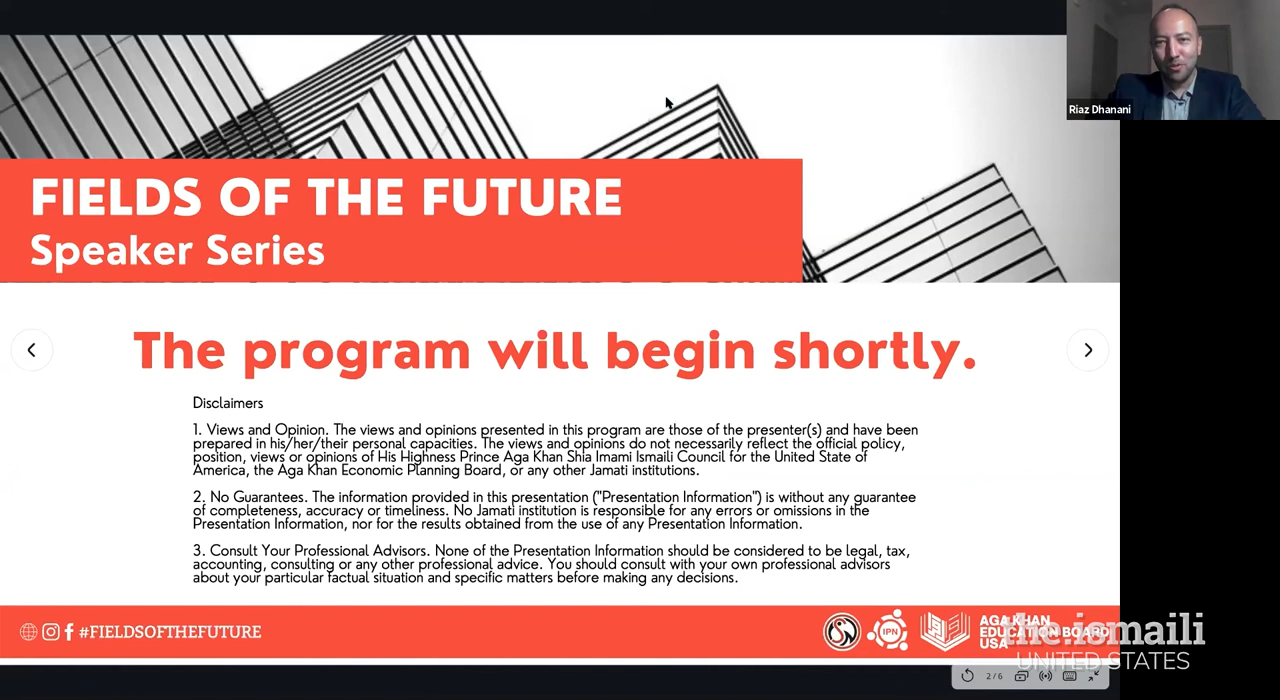 Riaz Dhanani
FIELDS OF THE FUTURE
Speaker Series
The program will begin shortly.
Disclaimers
1. Views and Opinion. The views and opinions presented in this program are those of the presenter(s) and have been
prepared in his/her/their personal capacities. The views and opinions do not necessarily reflect the official policy,
position, views or opinions of His Highness Prince Aga Khan Shia Imami Ismaili Council for the United State of
America, the Aga Khan Economic Planning Board, or any other Jamati institutions.
2. No Guarantees. The information provided in this presentation ("Presentation Information") is without any guarantee
of completeness, accuracy or timeliness. No Jamati institution is responsible for any errors or omissions in the
Presentation Information, nor for the results obtained from the use of any Presentation Information.
3. Consult Your Professional Advisors. None of the Presentation Information should be considered to be legal, tax,
accounting, consulting or any other professional advice. You should consult with your own professional advisors
about your particular factual situation and specific matters before making any decisions.
#FIELDSOFTHEFUTURE
IPN
AGA KHAN
EDUCATION BOARD
USA
the.ismaili
UNITED STATES
2/6